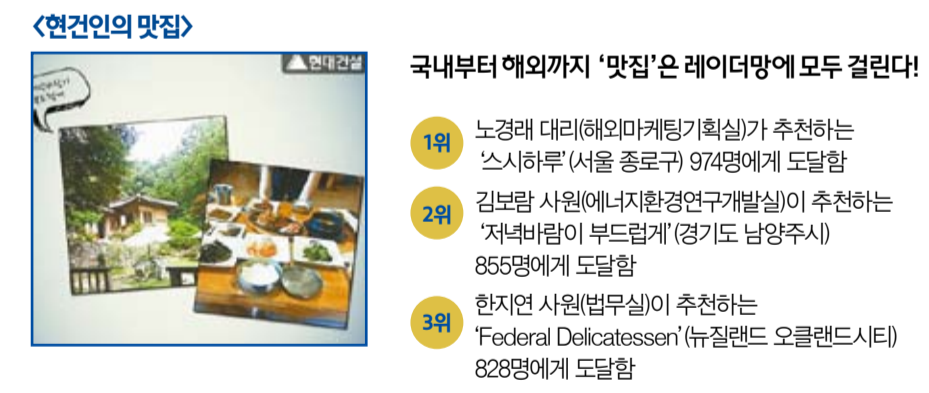 <현건인의 맛집>
현대건설
국내부터 해외까지 '맛집'은 레이더망에 모두 걸린다!
1위
노경래 대리(해외마케팅기획실)가 추천하는
'스시하루'(서울 종로구) 974명에게 도달함
2위
김보람 사원(에너지환경연구개발실)이 추천하는
'저녁바람이 부드럽게'(경기도 남양주시)
855명에게 도달함
3위
한지연 사원(법무실)이 추천하는
'Federal Delicatessen'(뉴질랜드 오클랜드시티)
828명에게 도달함